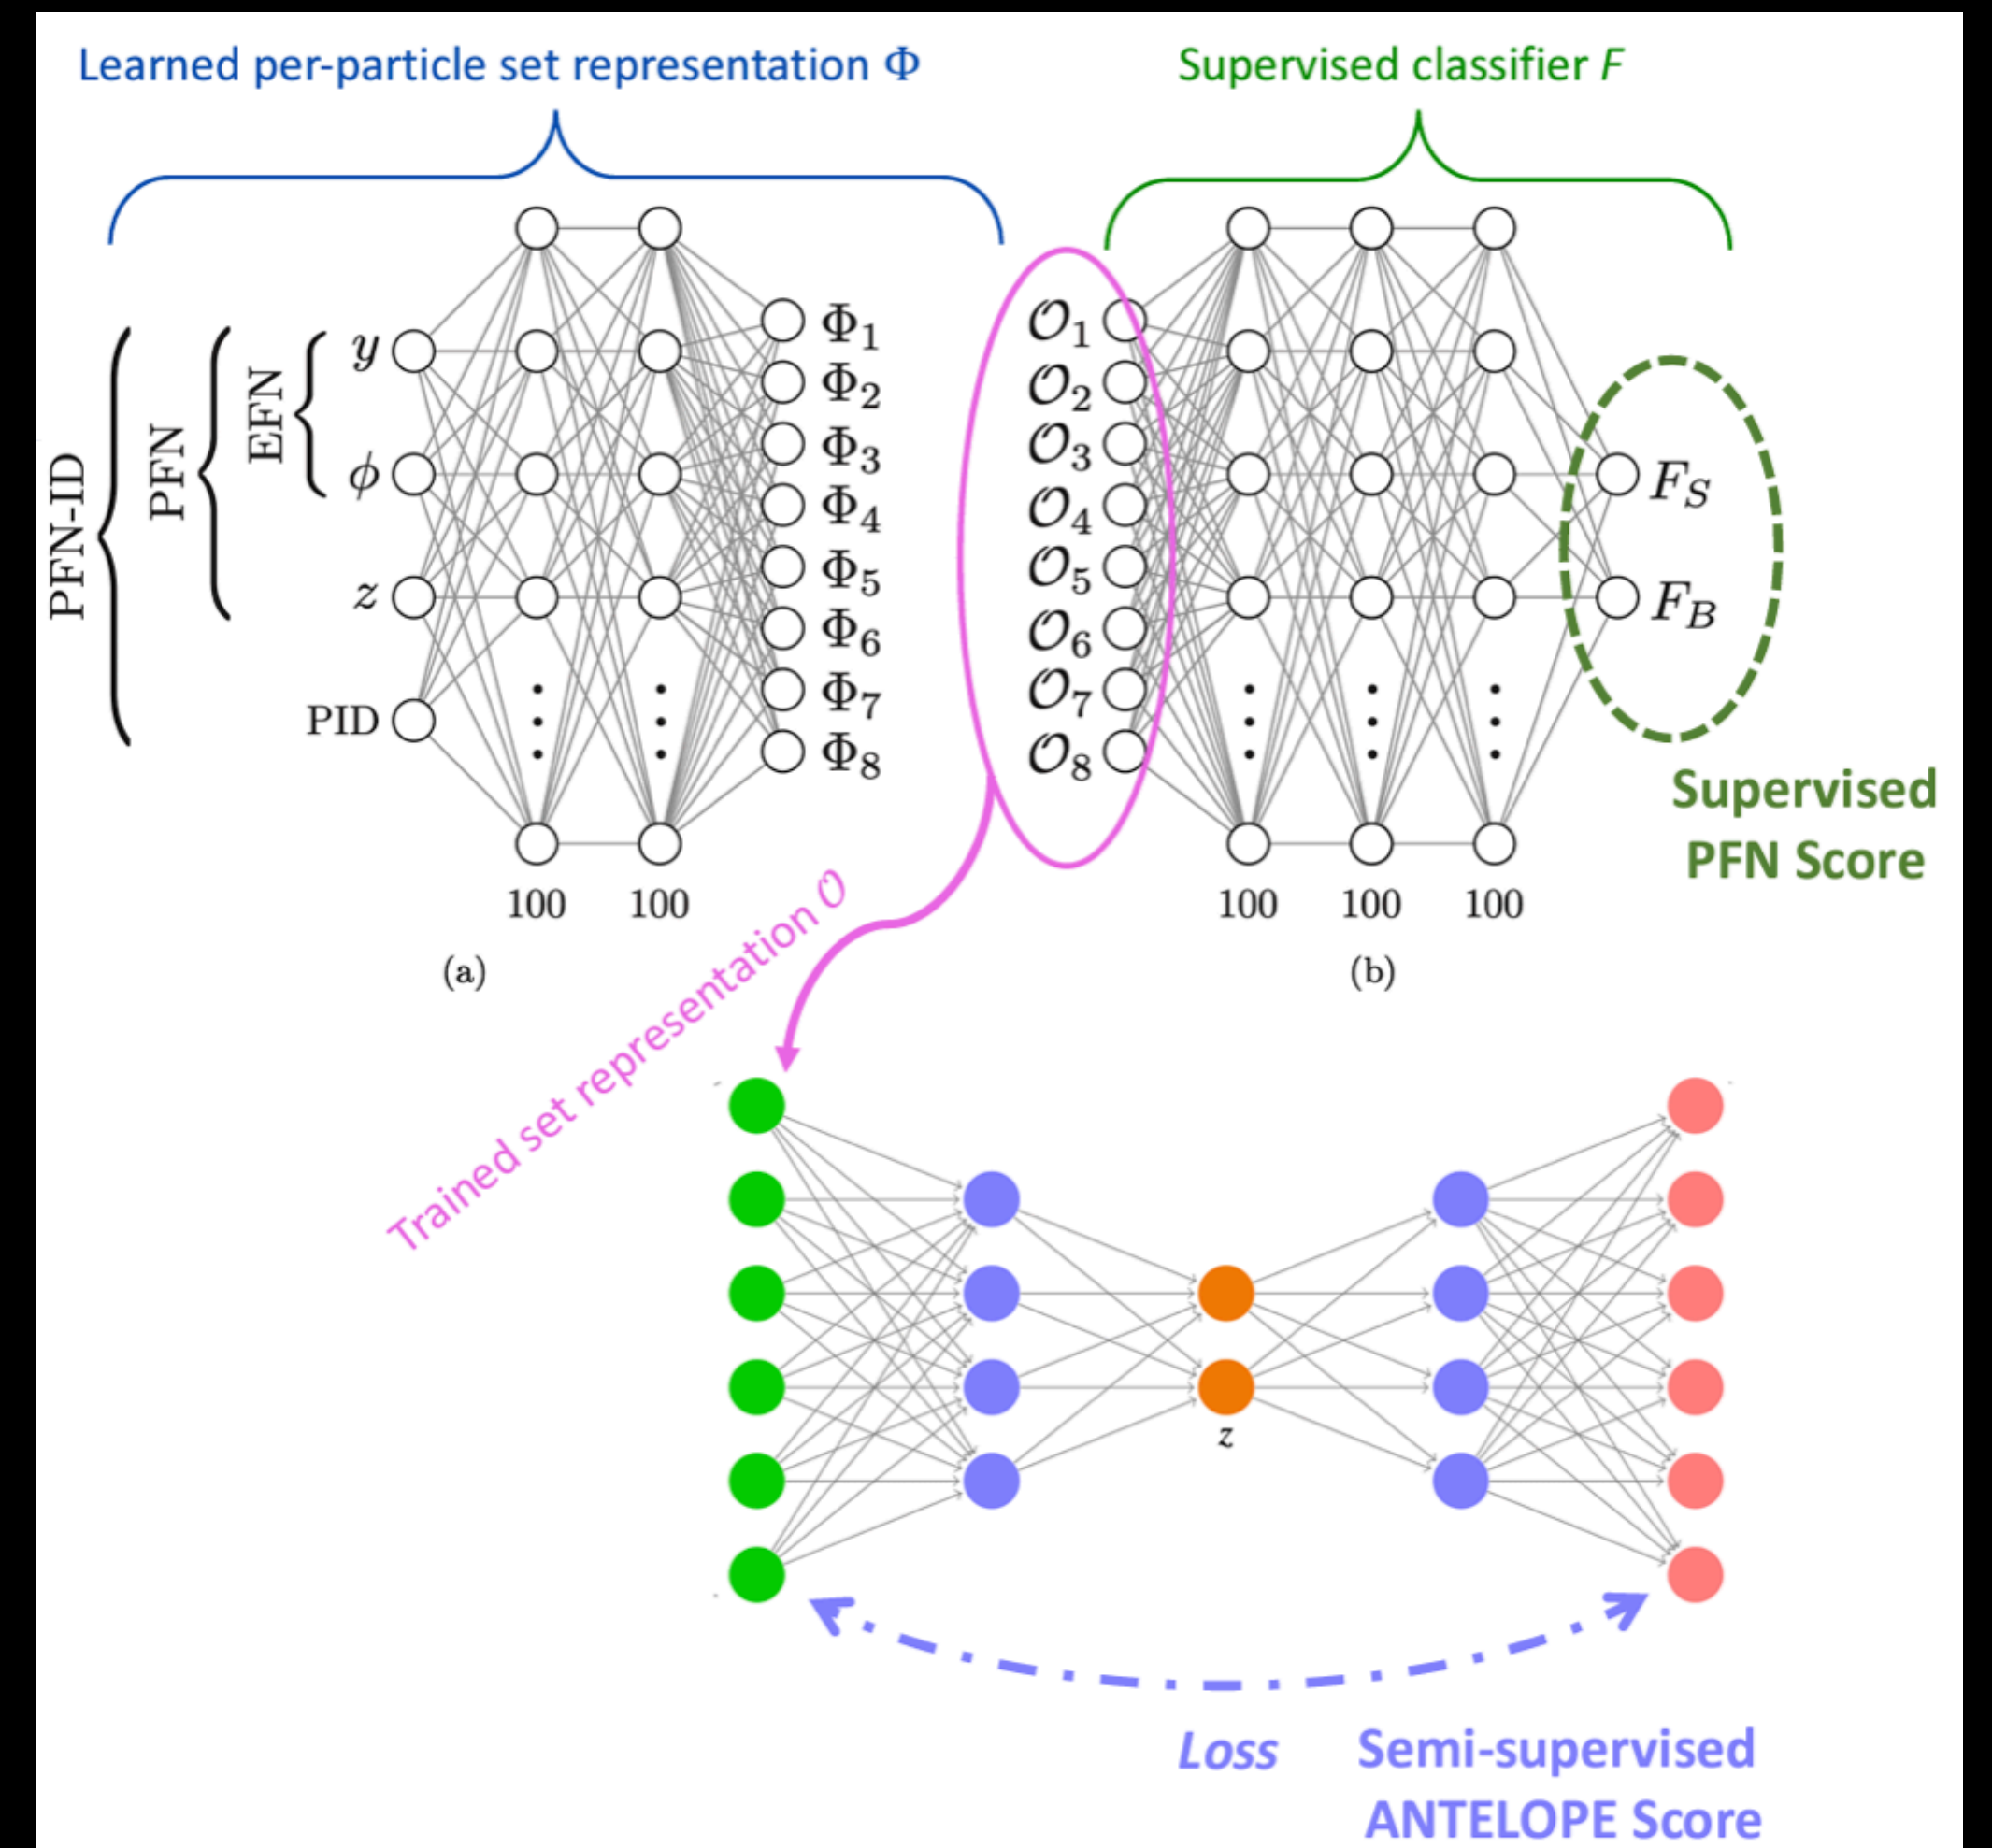 Learned per-particle set representation Φ
Supervised classifier F
PFN-ID
PFN
EFN
y
ϕ
z
PID
Φ₁
Φ₂
Φ₃
Φ₄
Φ₅
Φ₆
Φ₇
Φ₈
100 100
(a)
𝒪₁
𝒪₂
𝒪₃
𝒪₄
𝒪₅
𝒪₆
𝒪₇
𝒪₈
F_S
F_B
100 100 100
(b)
Supervised
PFN Score
Trained set representation 𝒪
z
Loss
Semi-supervised
ANTELOPE Score